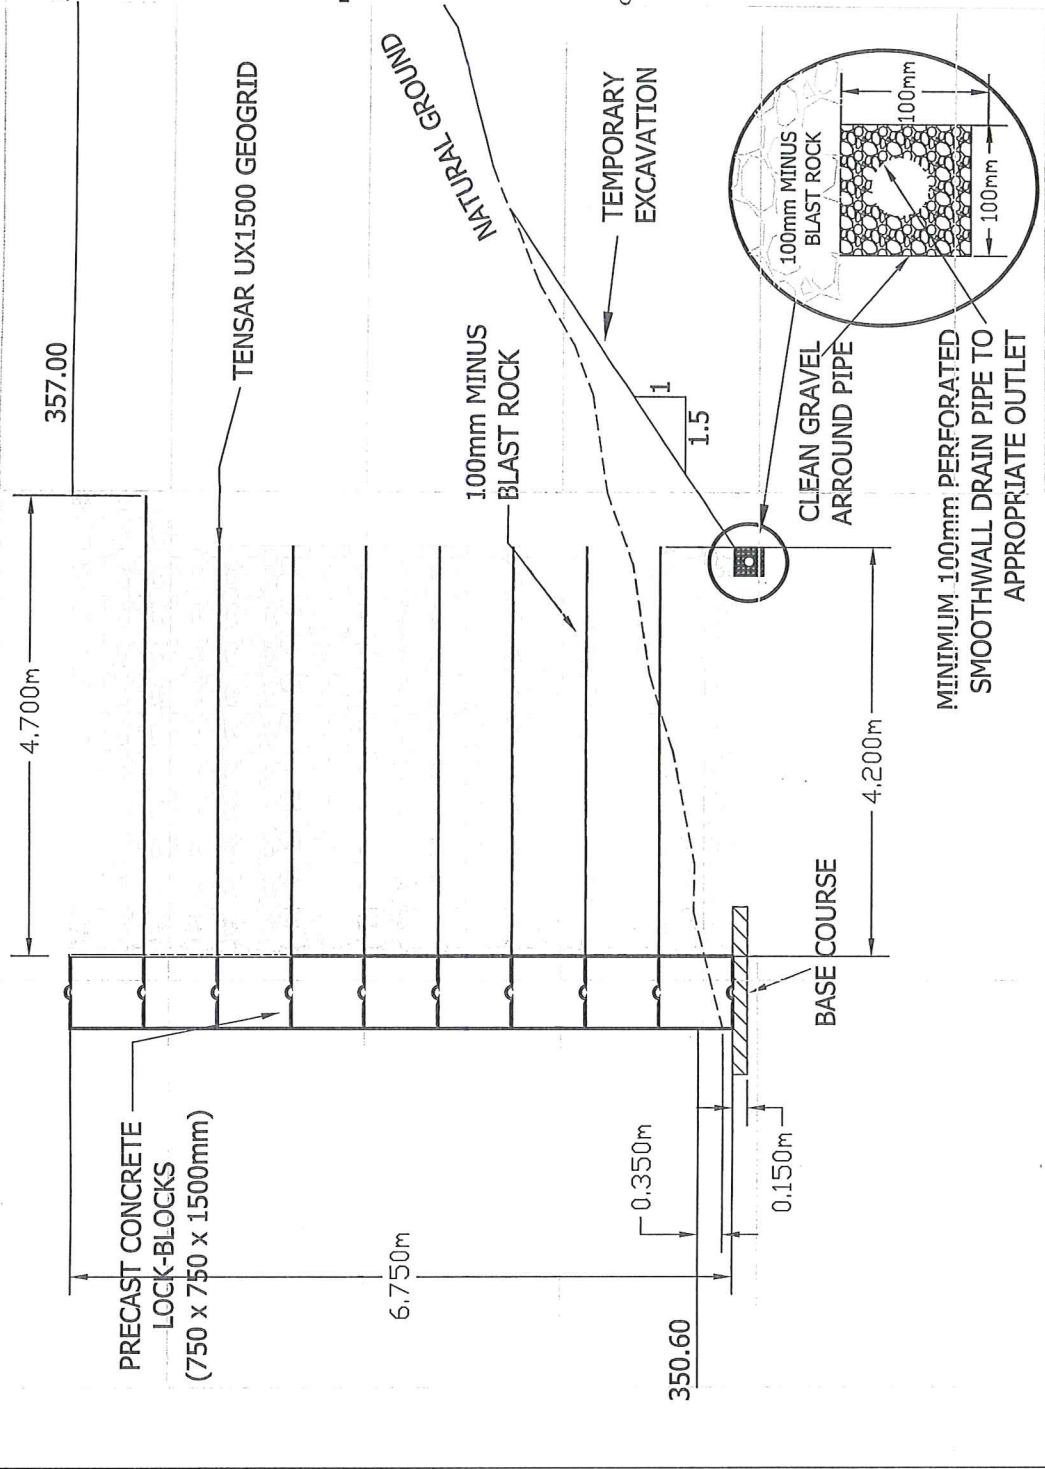 357.00
4.700m
NATURAL GROUND
TENSAR UX1500 GEOGRID
PRECAST CONCRETE
LOCK-BLOCKS
(750 x 750 x 1500mm)
100mm MINUS
BLAST ROCK
TEMPORARY
EXCAVATION
6.750m
1
1.5
0.350m
350.60
0.150m
BASE COURSE
4.200m
CLEAN GRAVEL
ARROUND PIPE
100mm MINUS
BLAST ROCK
100mm
100mm
MINIMUM 100mm PERFORATED
SMOOTHWALL DRAIN PIPE TO
APPROPRIATE OUTLET